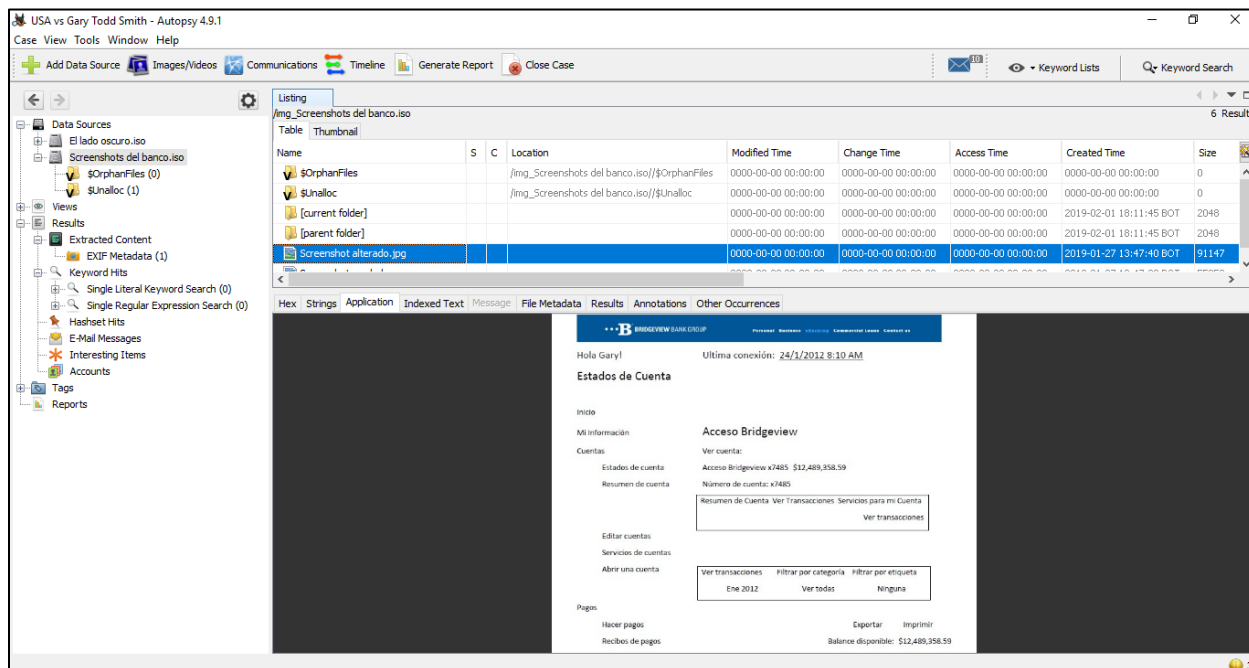 USA vs Gary Todd Smith - Autopsy 4.9.1
Case View Tools Window Help
Add Data Source Images/Videos Communications Timeline Generate Report Close Case 10 Keyword Lists Keyword Search
Data Sources
El lado oscuro.iso
Screenshots del banco.iso
$OrphanFiles (0)
$Unalloc (1)
Views
Results
Extracted Content
EXIF Metadata (1)
Keyword Hits
Single Literal Keyword Search (0)
Single Regular Expression Search (0)
Hashset Hits
E-Mail Messages
Interesting Items
Accounts
Tags
Reports
Listing
/img_Screenshots del banco.iso 6 Result
Table Thumbnail
Name S C Location Modified Time Change Time Access Time Created Time Size
$OrphanFiles /img_Screenshots del banco.iso//$OrphanFiles 0000-00-00 00:00:00 0000-00-00 00:00:00 0000-00-00 00:00:00 0000-00-00 00:00:00 0
$Unalloc /img_Screenshots del banco.iso//$Unalloc 0000-00-00 00:00:00 0000-00-00 00:00:00 0000-00-00 00:00:00 0000-00-00 00:00:00 0
[current folder] 0000-00-00 00:00:00 0000-00-00 00:00:00 0000-00-00 00:00:00 2019-02-01 18:11:45 BOT 2048
[parent folder] 0000-00-00 00:00:00 0000-00-00 00:00:00 0000-00-00 00:00:00 2019-02-01 18:11:45 BOT 2048
Screenshot alterado.jpg 0000-00-00 00:00:00 0000-00-00 00:00:00 0000-00-00 00:00:00 2019-01-27 13:47:40 BOT 91147
Hex Strings Application Indexed Text Message File Metadata Results Annotations Other Occurrences
B BRIDGEVIEW BANK GROUP Personal Business eBanking Commercial Loans Contact us
Hola Gary! Ultima conexión: 24/1/2012 8:10 AM
Estados de Cuenta
Inicio
Mi Información Acceso Bridgeview
Cuentas Ver cuenta:
Estados de cuenta Acceso Bridgeview x7485 $12,489,358.59
Resumen de cuenta Número de cuenta: x7485
Resumen de Cuenta Ver Transacciones Servicios para mi Cuenta
Ver transacciones
Editar cuentas
Servicios de cuentas
Abrir una cuenta Ver transacciones Filtrar por categoría Filtrar por etiqueta
Ene 2012 Ver todas Ninguna
Pagos
Hacer pagos Exportar Imprimir
Recibos de pagos Balance disponible: $12,489,358.59